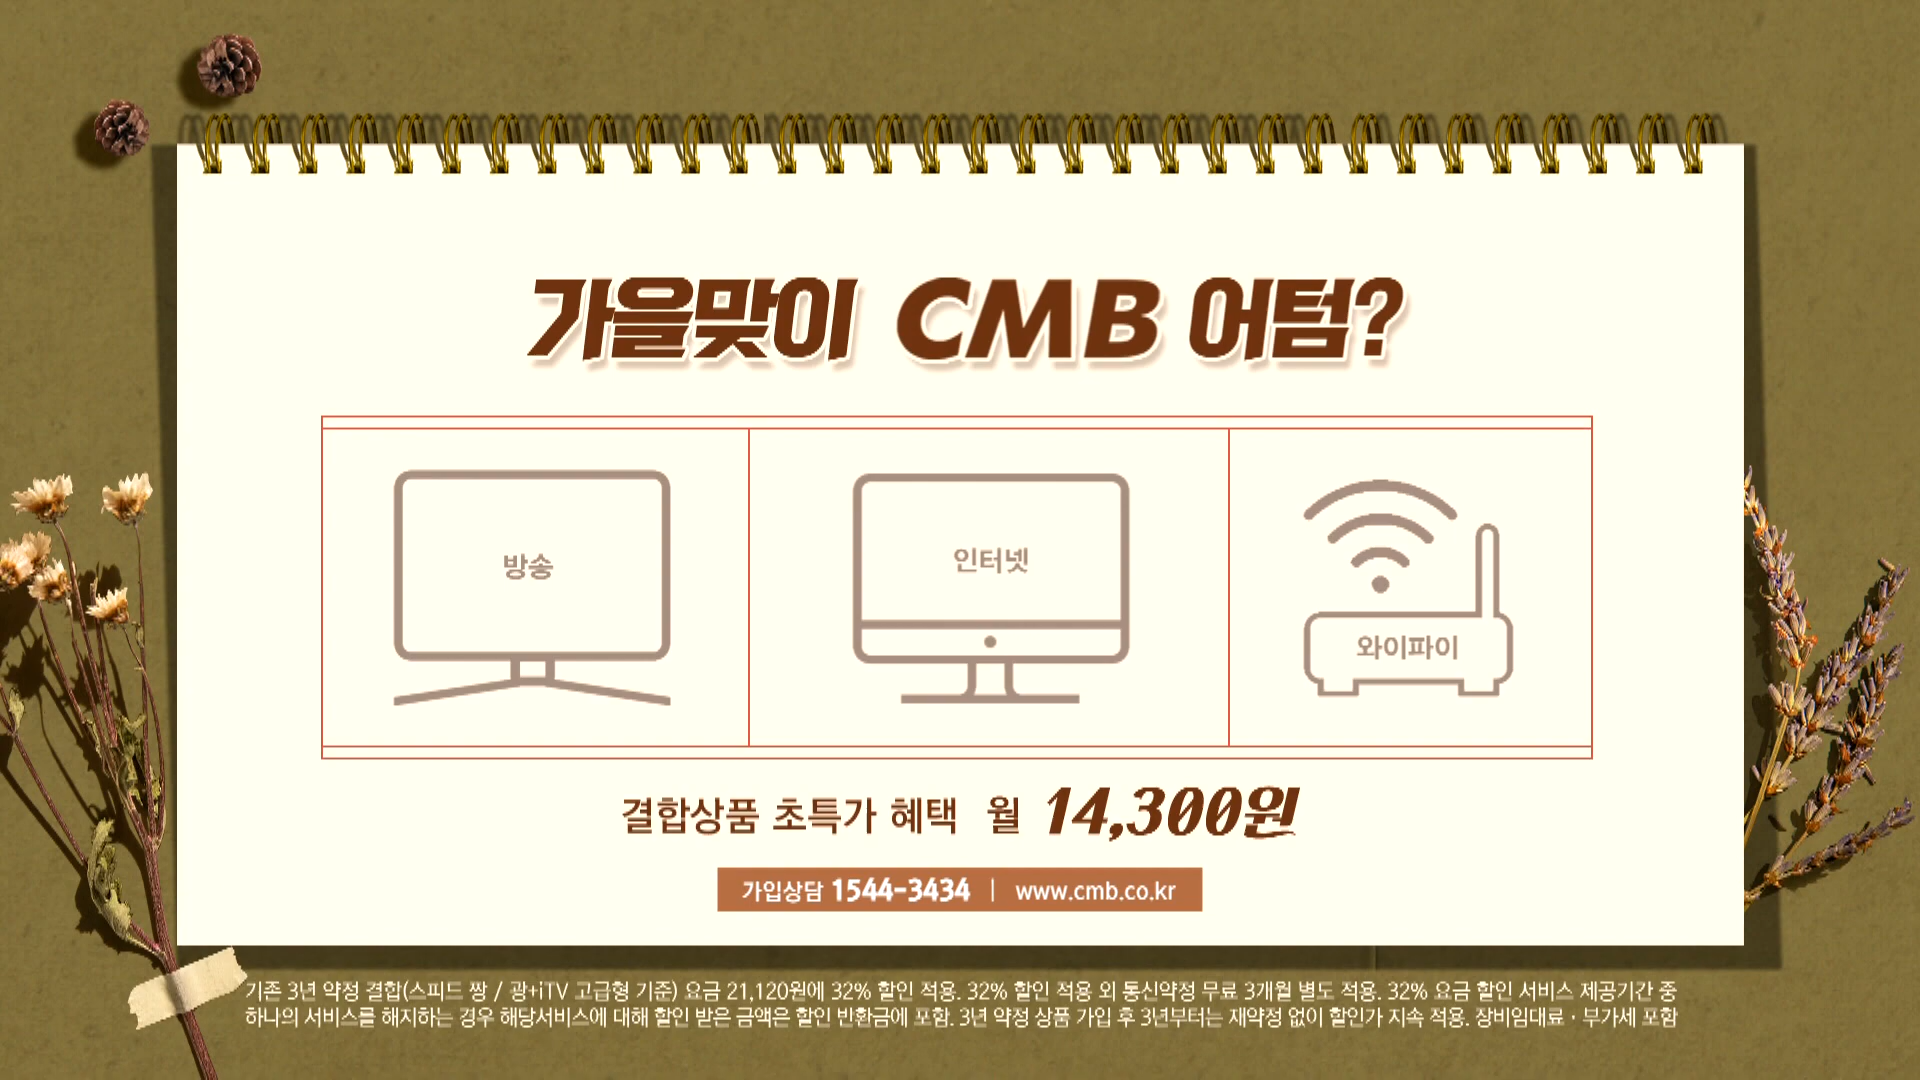 가을맞이 CMB 어텀?
방송
인터넷
와이파이
결합상품 초특가 혜택 월 14,300원
가입상담 1544-3434 | www.cmb.co.kr
기존 3년 약정 결합(스피드 짱 / 광+iTV 고급형 기준) 요금 21,120원에 32% 할인 적용. 32% 할인 적용 외 통신약정 무료 3개월 별도 적용. 32% 요금 할인 서비스 제공기간 중
하나의 서비스를 해지하는 경우 해당서비스에 대해 할인 받은 금액은 할인 반환금에 포함. 3년 약정 상품 가입 후 3년부터는 재약정 없이 할인가 지속 적용. 장비임대료 · 부가세 포함